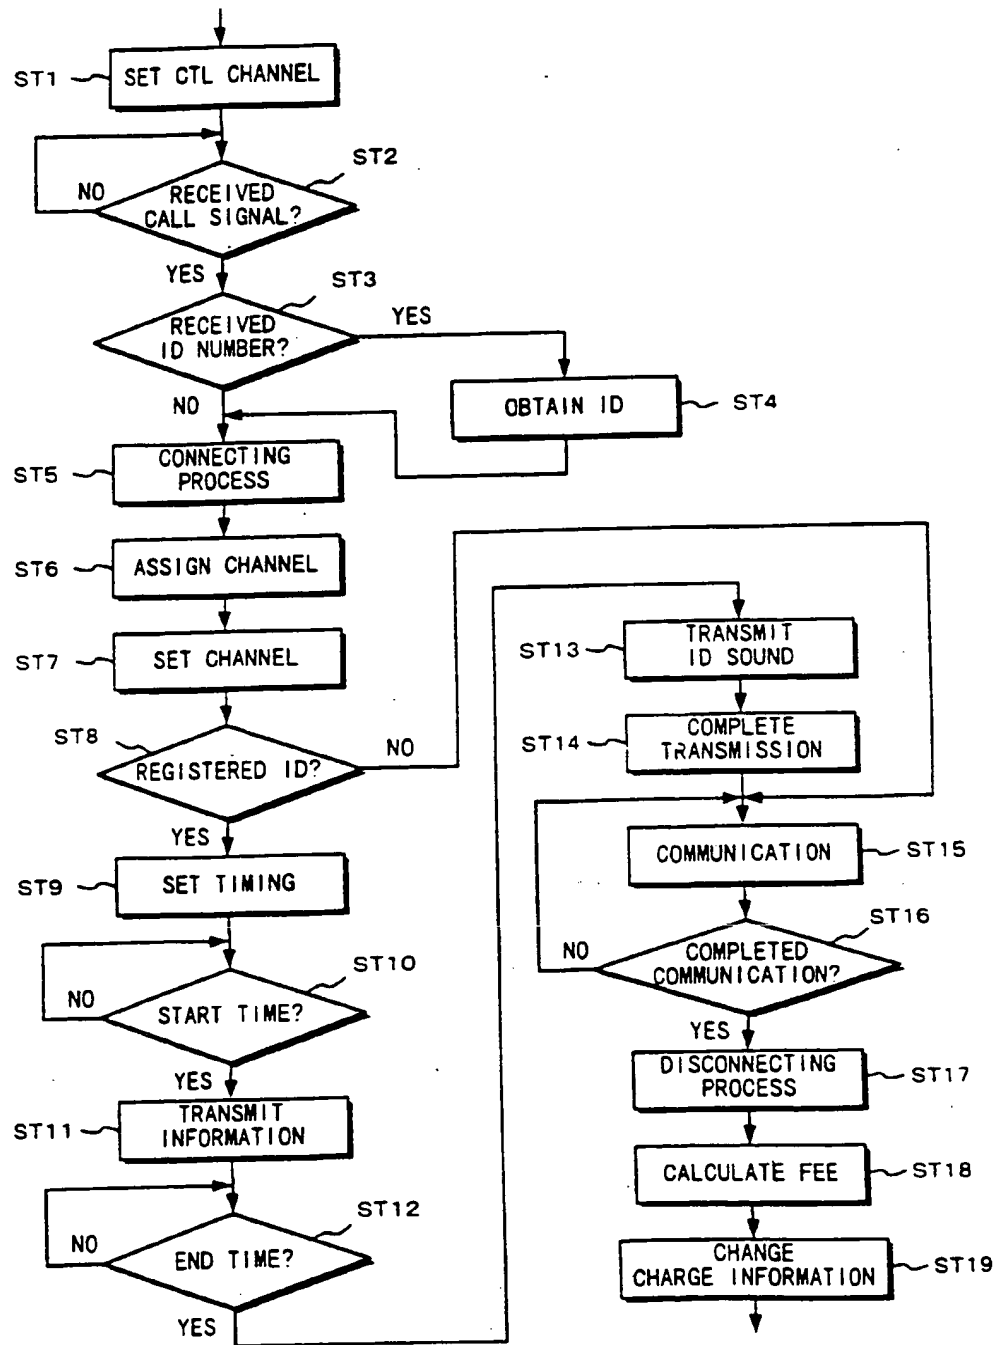 ST1
SET CTL CHANNEL
ST2
NO
RECEIVED
CALL SIGNAL?
YES
ST3
RECEIVED
ID NUMBER?
YES
NO
OBTAIN ID
ST4
ST5
CONNECTING
PROCESS
ST6
ASSIGN CHANNEL
ST7
SET CHANNEL
ST8
REGISTERED ID?
NO
YES
ST9
SET TIMING
ST10
NO
START TIME?
YES
ST11
TRANSMIT
INFORMATION
ST12
NO
END TIME?
YES
ST13
TRANSMIT
ID SOUND
ST14
COMPLETE
TRANSMISSION
COMMUNICATION
ST15
ST16
NO
COMPLETED
COMMUNICATION?
YES
DISCONNECTING
PROCESS
ST17
CALCULATE FEE
ST18
CHANGE
CHARGE INFORMATION
ST19